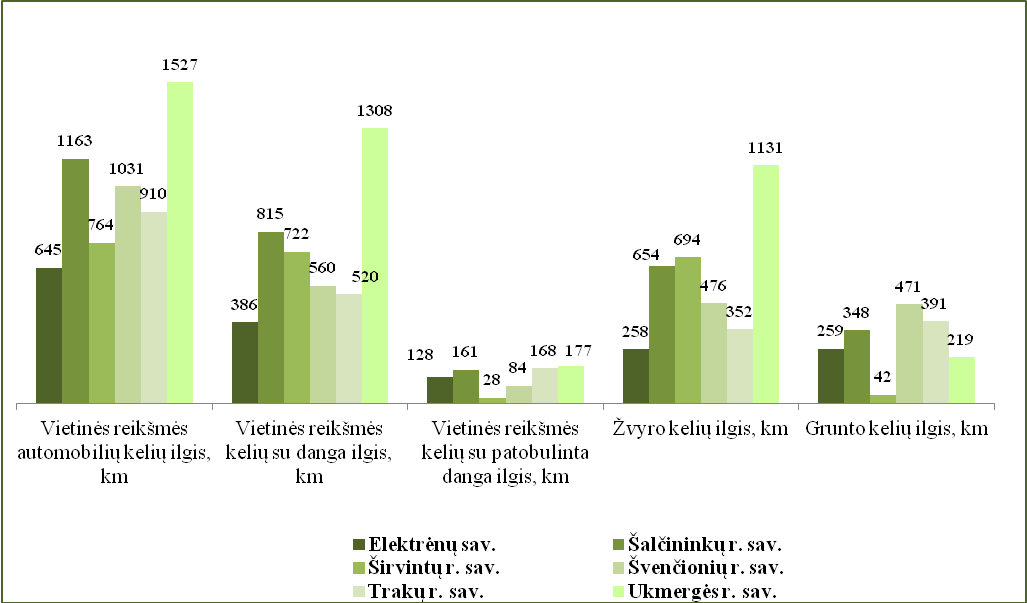 1527
1163
1031
910
764
645
1308
815
722
560
520
386
128
161
28
84
168
177
1131
694
654
476
352
258
471
391
348
259
219
42
Vietinės reikšmės
automobilių kelių ilgis,
km
Vietinės reikšmės
kelių su danga ilgis,
km
Vietinės reikšmės
kelių su patobulinta
danga ilgis, km
Žvyro kelių ilgis, km
Grunto kelių ilgis, km
Elektrėnų sav.
Šalčininkų r. sav.
Širvintų r. sav.
Švenčionių r. sav.
Trakų r. sav.
Ukmergės r. sav.